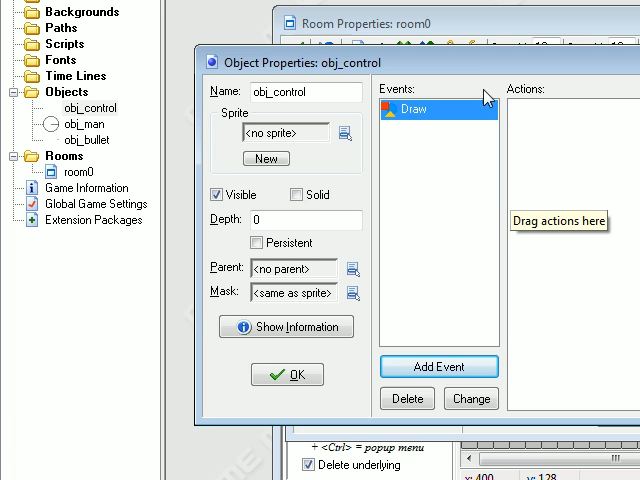 Backgrounds
Paths
Scripts
Fonts
Time Lines
Objects
obj_control
obj_man
obj_bullet
Rooms
room0
Game Information
Global Game Settings
Extension Packages
Room Properties: room0
Object Properties: obj_control
Name: obj_control
Sprite
<no sprite>
New
Visible
Solid
Depth: 0
Persistent
Parent: <no parent>
Mask: <same as sprite>
Show Information
OK
Events:
Draw
Add Event
Delete
Change
Actions:
Drag actions here
+ <Ctrl> = popup menu
Delete underlying
x: 400
y: 128